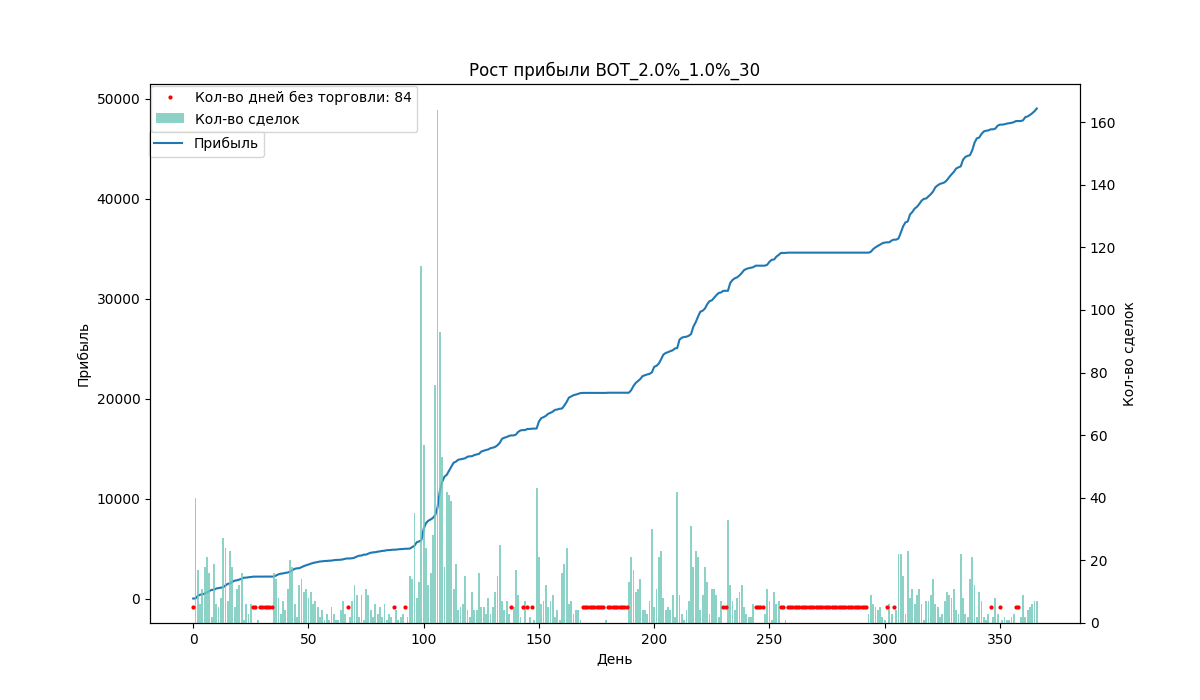 Рост прибыли BOT_2.0%_1.0%_30
Кол-во дней без торговли: 84
Кол-во сделок
Прибыль
50000
40000
30000
20000
10000
0
Прибыль
160
140
120
100
80
60
40
20
0
Кол-во сделок
0 50 100 150 200 250 300 350
День